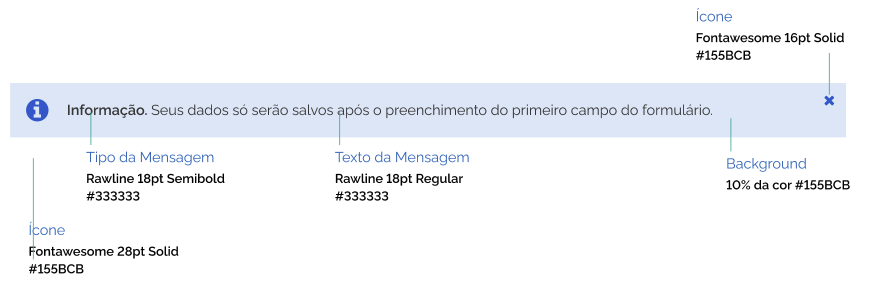 Ícone
Fontawesome 16pt Solid
#155BCB
Informação. Seus dados só serão salvos após o preenchimento do primeiro campo do formulário.
Tipo da Mensagem
Rawline 18pt Semibold
#333333
Texto da Mensagem
Rawline 18pt Regular
#333333
Background
10% da cor #155BCB
Ícone
Fontawesome 28pt Solid
#155BCB